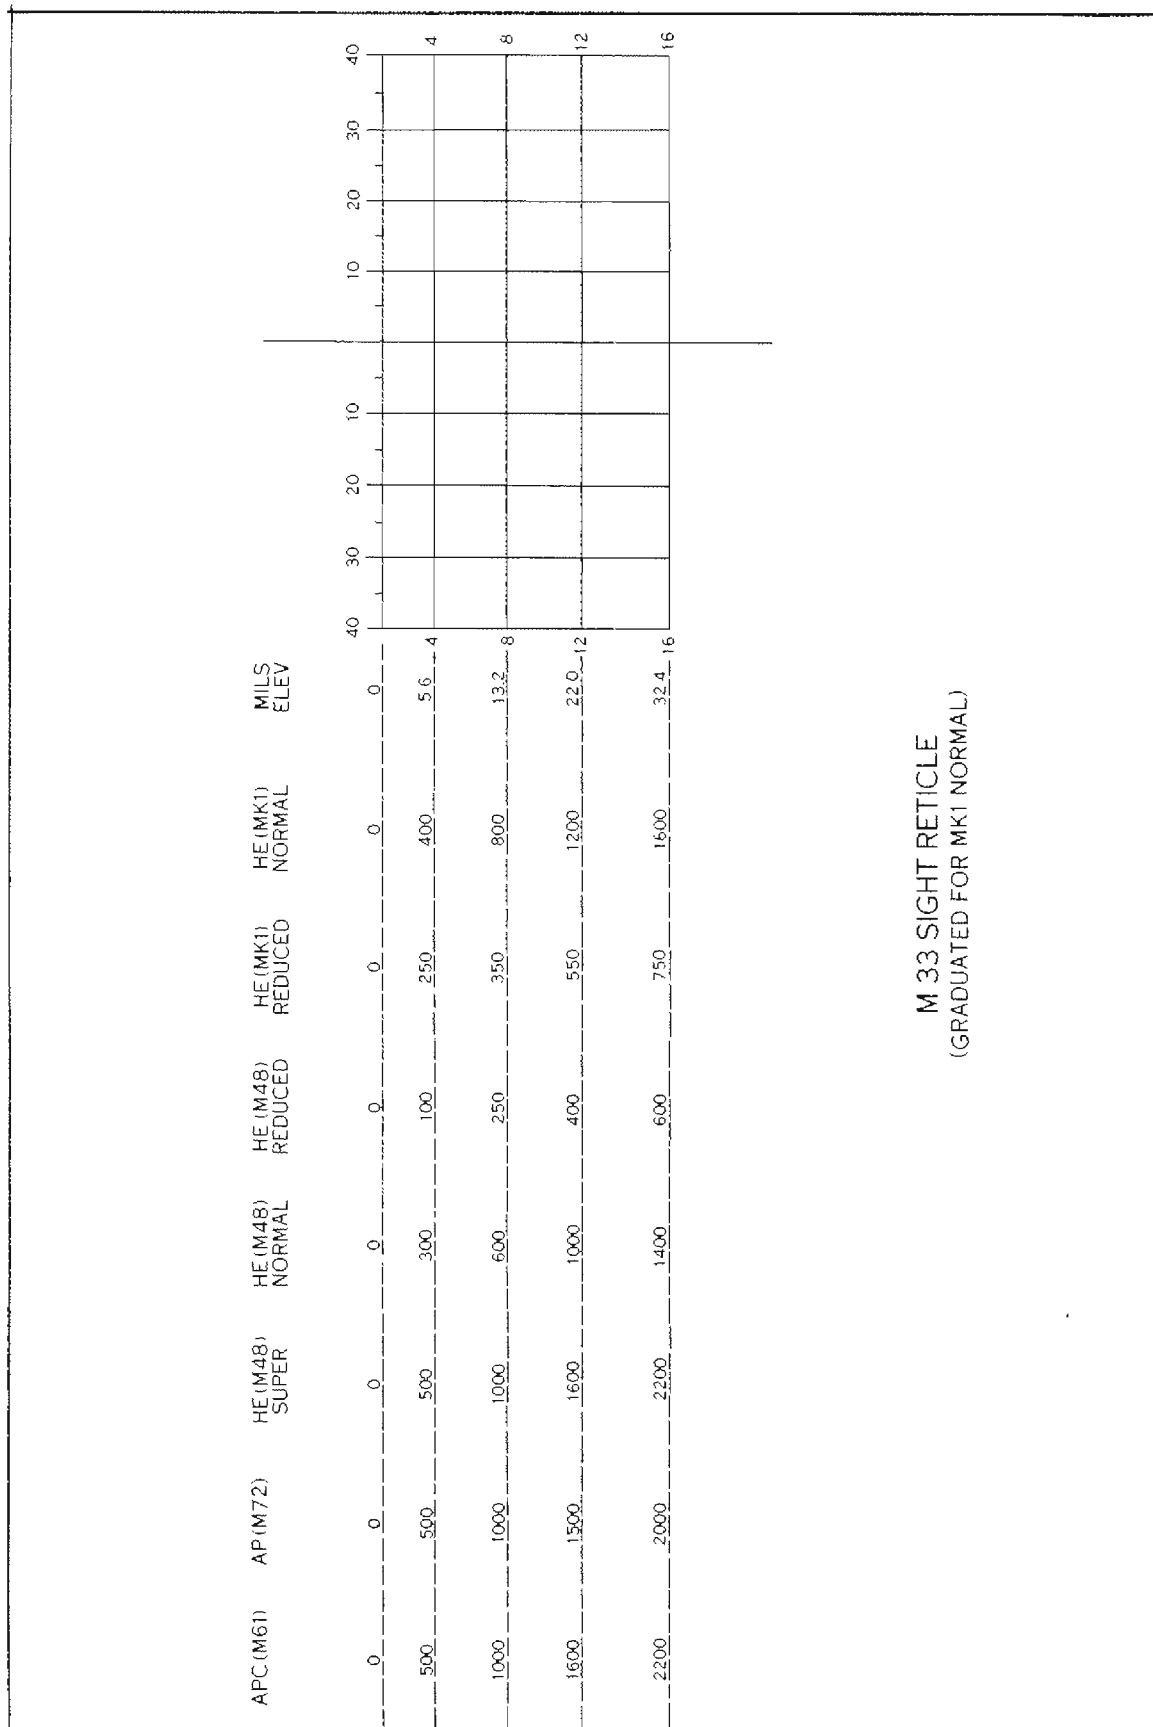 APC(M61) AP(M72) HE(M48) HE(M48) HE(M48) HE(MK1) HE(MK1) MILS
SUPER NORMAL REDUCED REDUCED NORMAL ELEV
40 30 20 10 10 20 30 40
0 0 0 0 0 0 0 0
500 500 500 300 100 250 400 5.6 4 4
1000 1000 1000 600 250 350 800 13.2 8 8
1600 1500 1600 1000 400 550 1200 22.0 12 12
2200 2000 2200 1400 600 750 1600 32.4 16 16
M 33 SIGHT RETICLE
(GRADUATED FOR MK1 NORMAL)